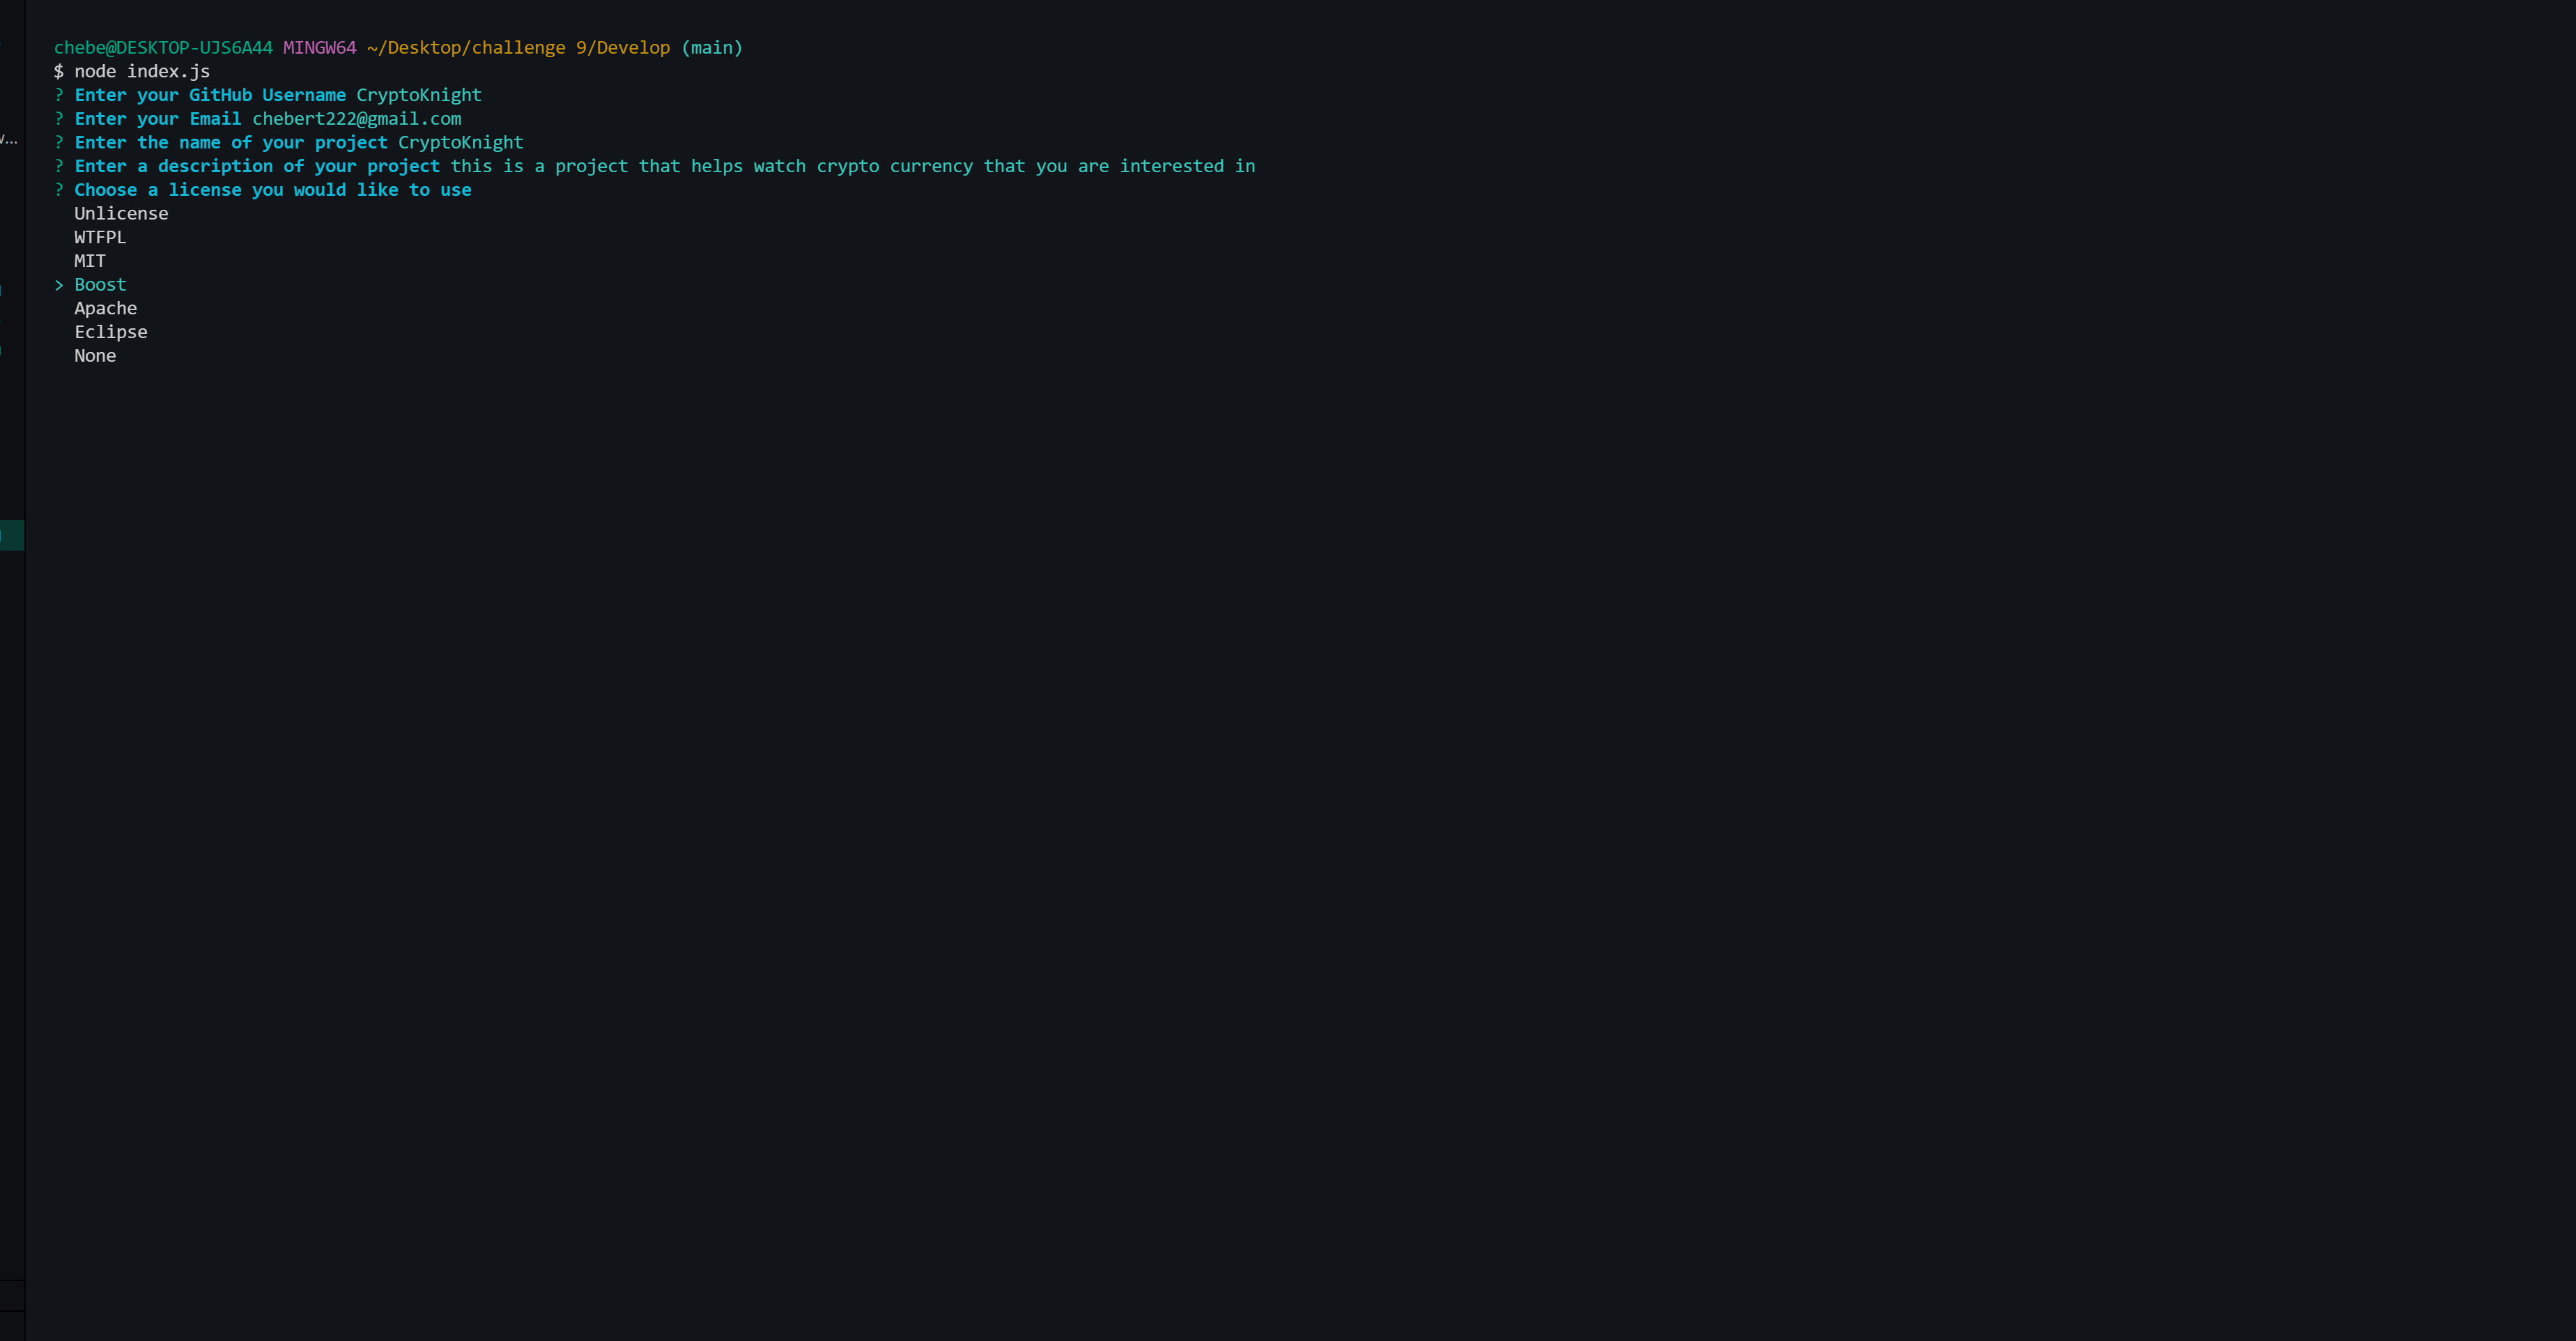 chebe@DESKTOP-UJS6A44 MINGW64 ~/Desktop/challenge 9/Develop (main)
$ node index.js
? Enter your GitHub Username CryptoKnight
? Enter your Email chebert222@gmail.com
? Enter the name of your project CryptoKnight
? Enter a description of your project this is a project that helps watch crypto currency that you are interested in
? Choose a license you would like to use
Unlicense
WTFPL
MIT
> Boost
Apache
Eclipse
None